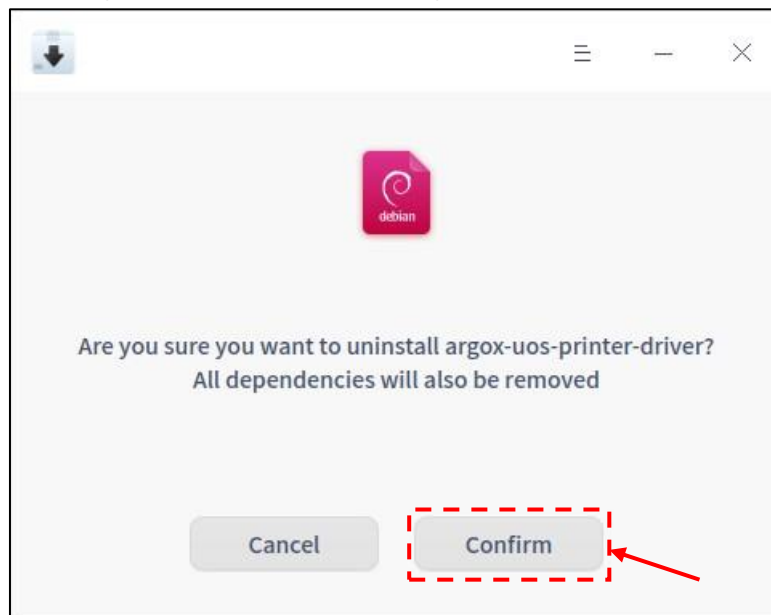 debian
Are you sure you want to uninstall argox-uos-printer-driver?
All dependencies will also be removed
Cancel
Confirm